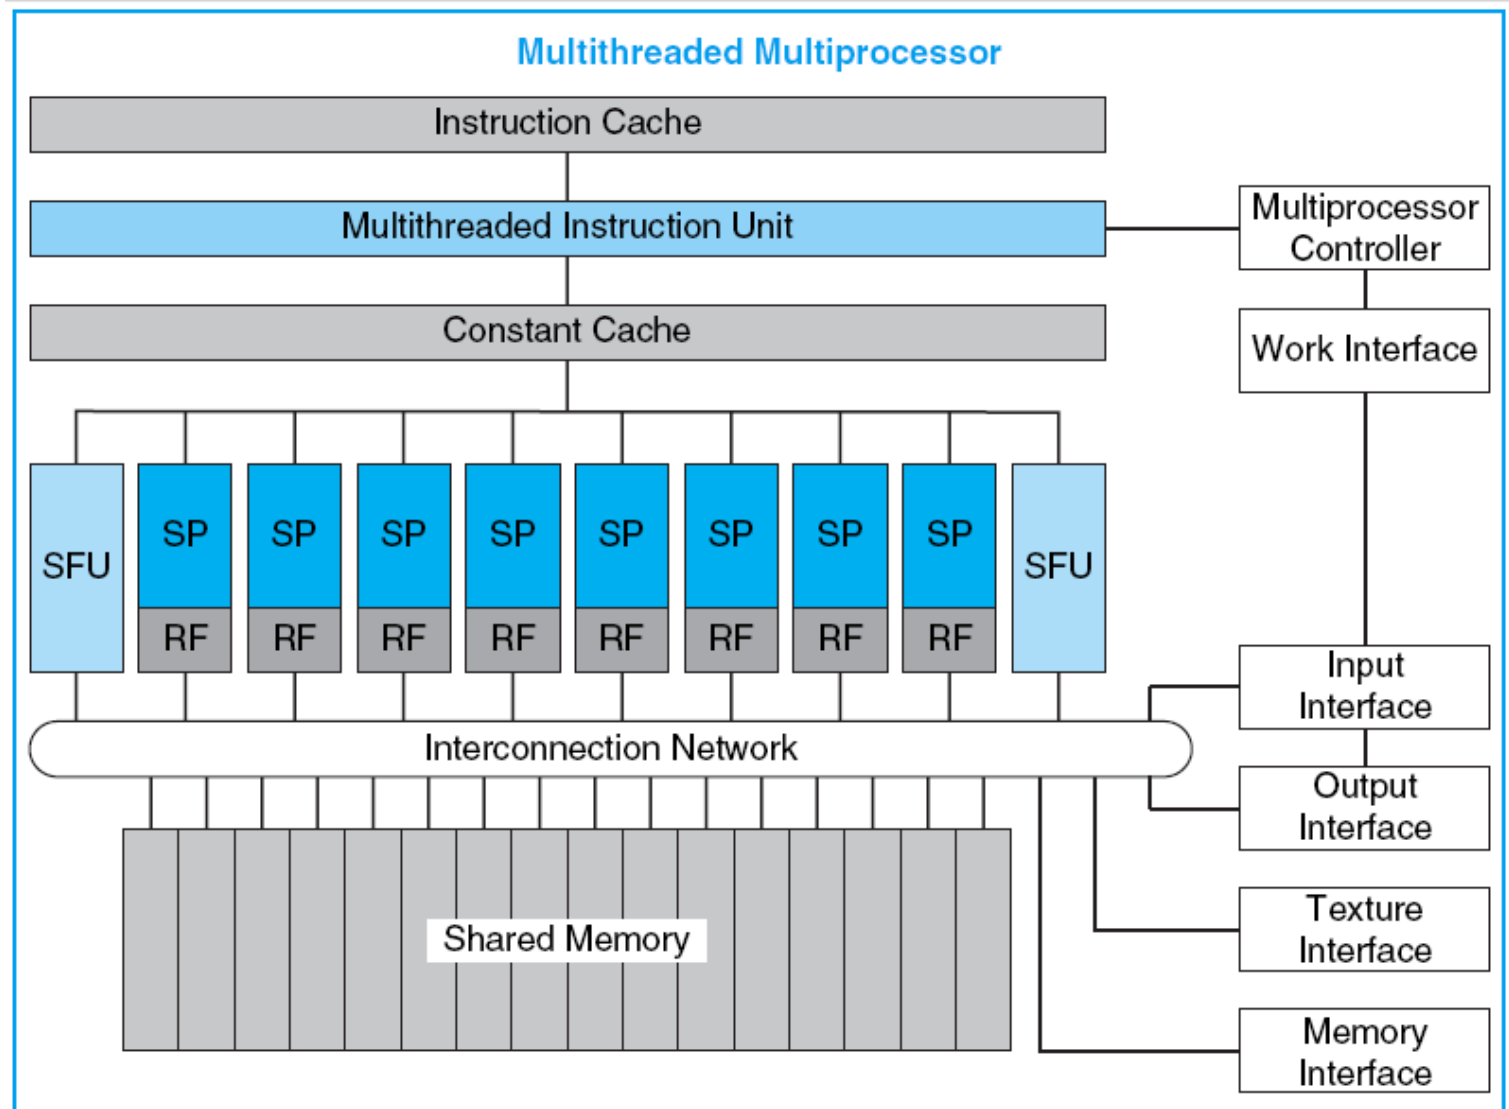 Multithreaded Multiprocessor
Instruction Cache
Multithreaded Instruction Unit
Multiprocessor
Controller
Constant Cache
Work Interface
SFU
SP SP SP SP SP SP SP SP
SFU
RF RF RF RF RF RF RF RF
Input
Interface
Interconnection Network
Output
Interface
Shared Memory
Texture
Interface
Memory
Interface